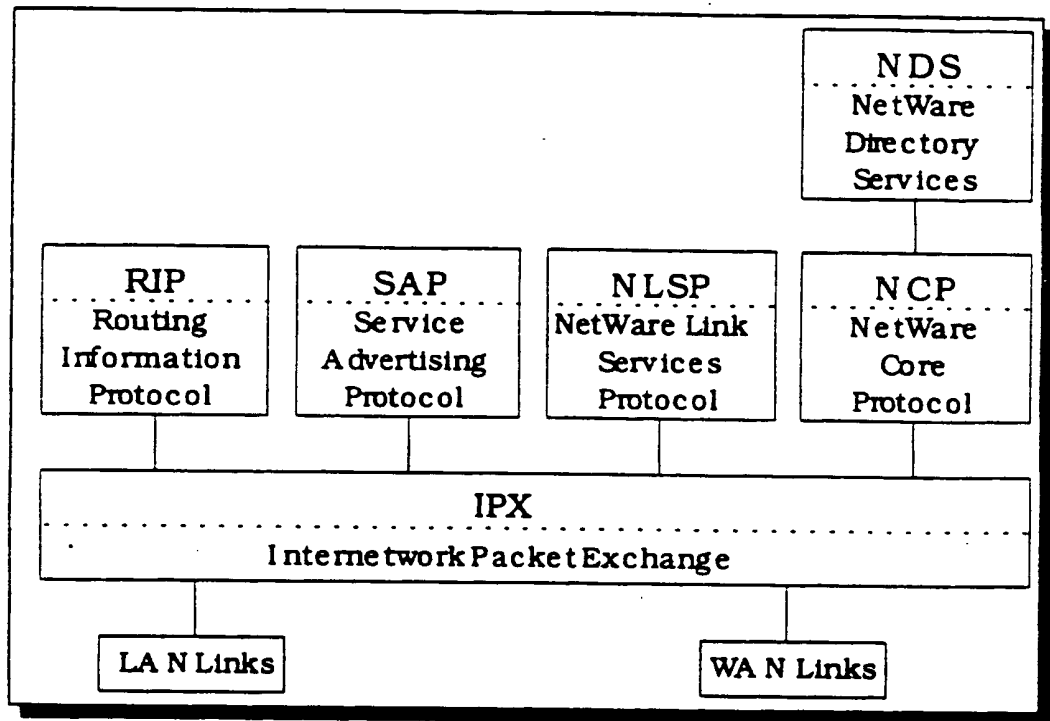 NDS
NetWare
Directory
Services
RIP
Routing
Information
Protocol
SAP
Service
Advertising
Protocol
NLSP
NetWare Link
Services
Protocol
NCP
NetWare
Core
Protocol
IPX
Internetwork Packet Exchange
LAN Links
WAN Links